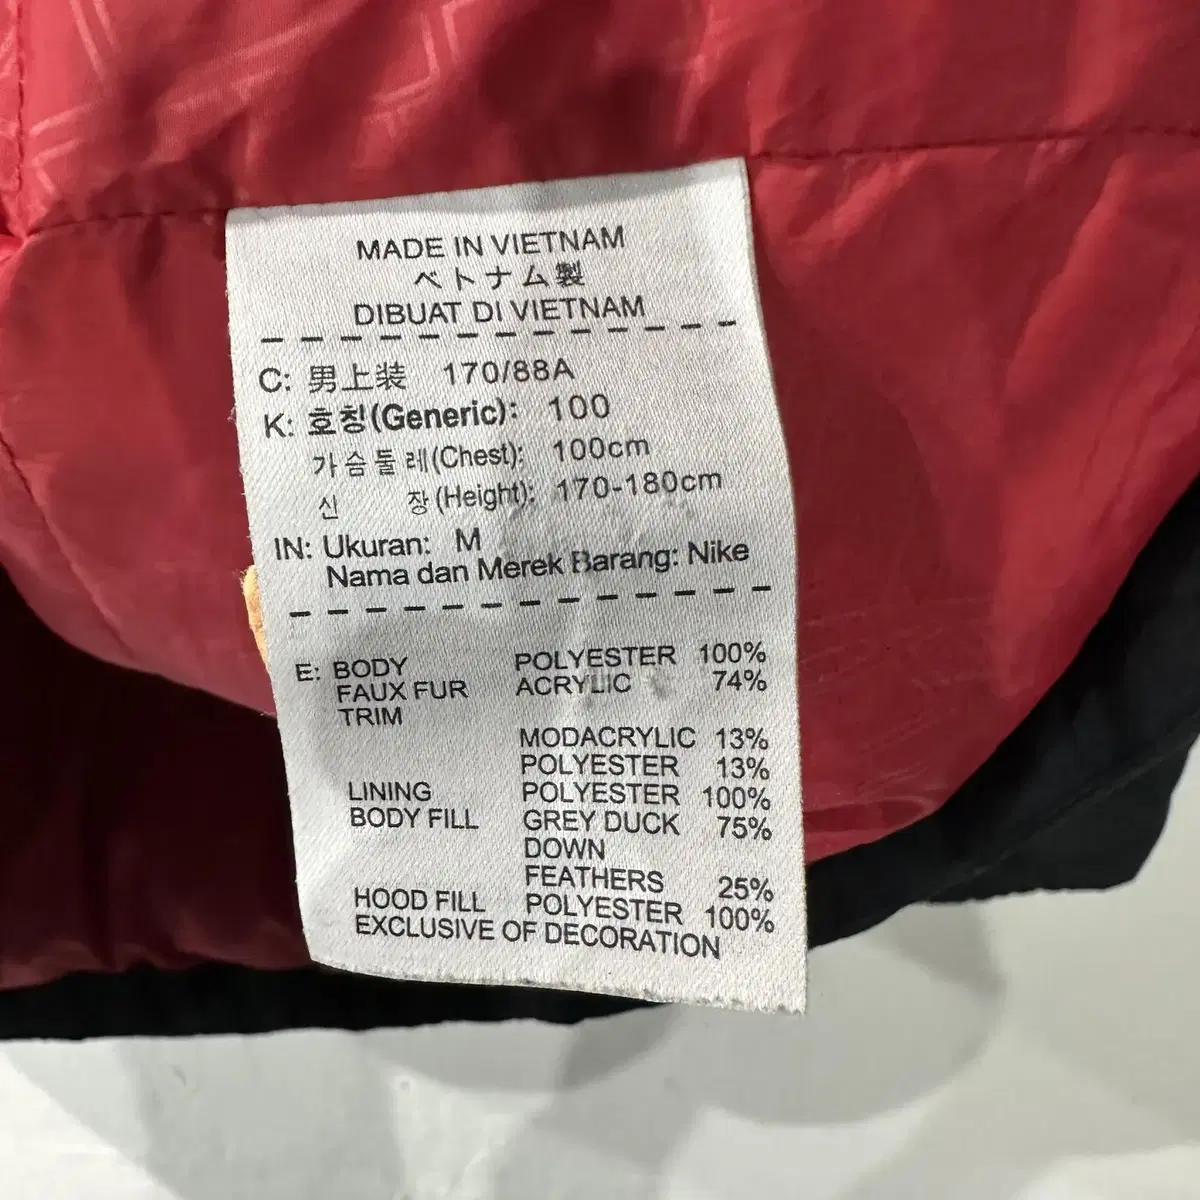 MADE IN VIETNAM
ベトナム製
DIBUAT DI VIETNAM
C: 男上装 170/88A
K: 호칭(Generic): 100
가슴둘레(Chest): 100cm
신 장(Height): 170-180cm
IN: Ukuran: M
Nama dan Merek Barang: Nike
E: BODY POLYESTER 100%
FAUX FUR ACRYLIC 74%
TRIM
MODACRYLIC 13%
POLYESTER 13%
LINING POLYESTER 100%
BODY FILL GREY DUCK 75%
DOWN
FEATHERS 25%
HOOD FILL POLYESTER 100%
EXCLUSIVE OF DECORATION